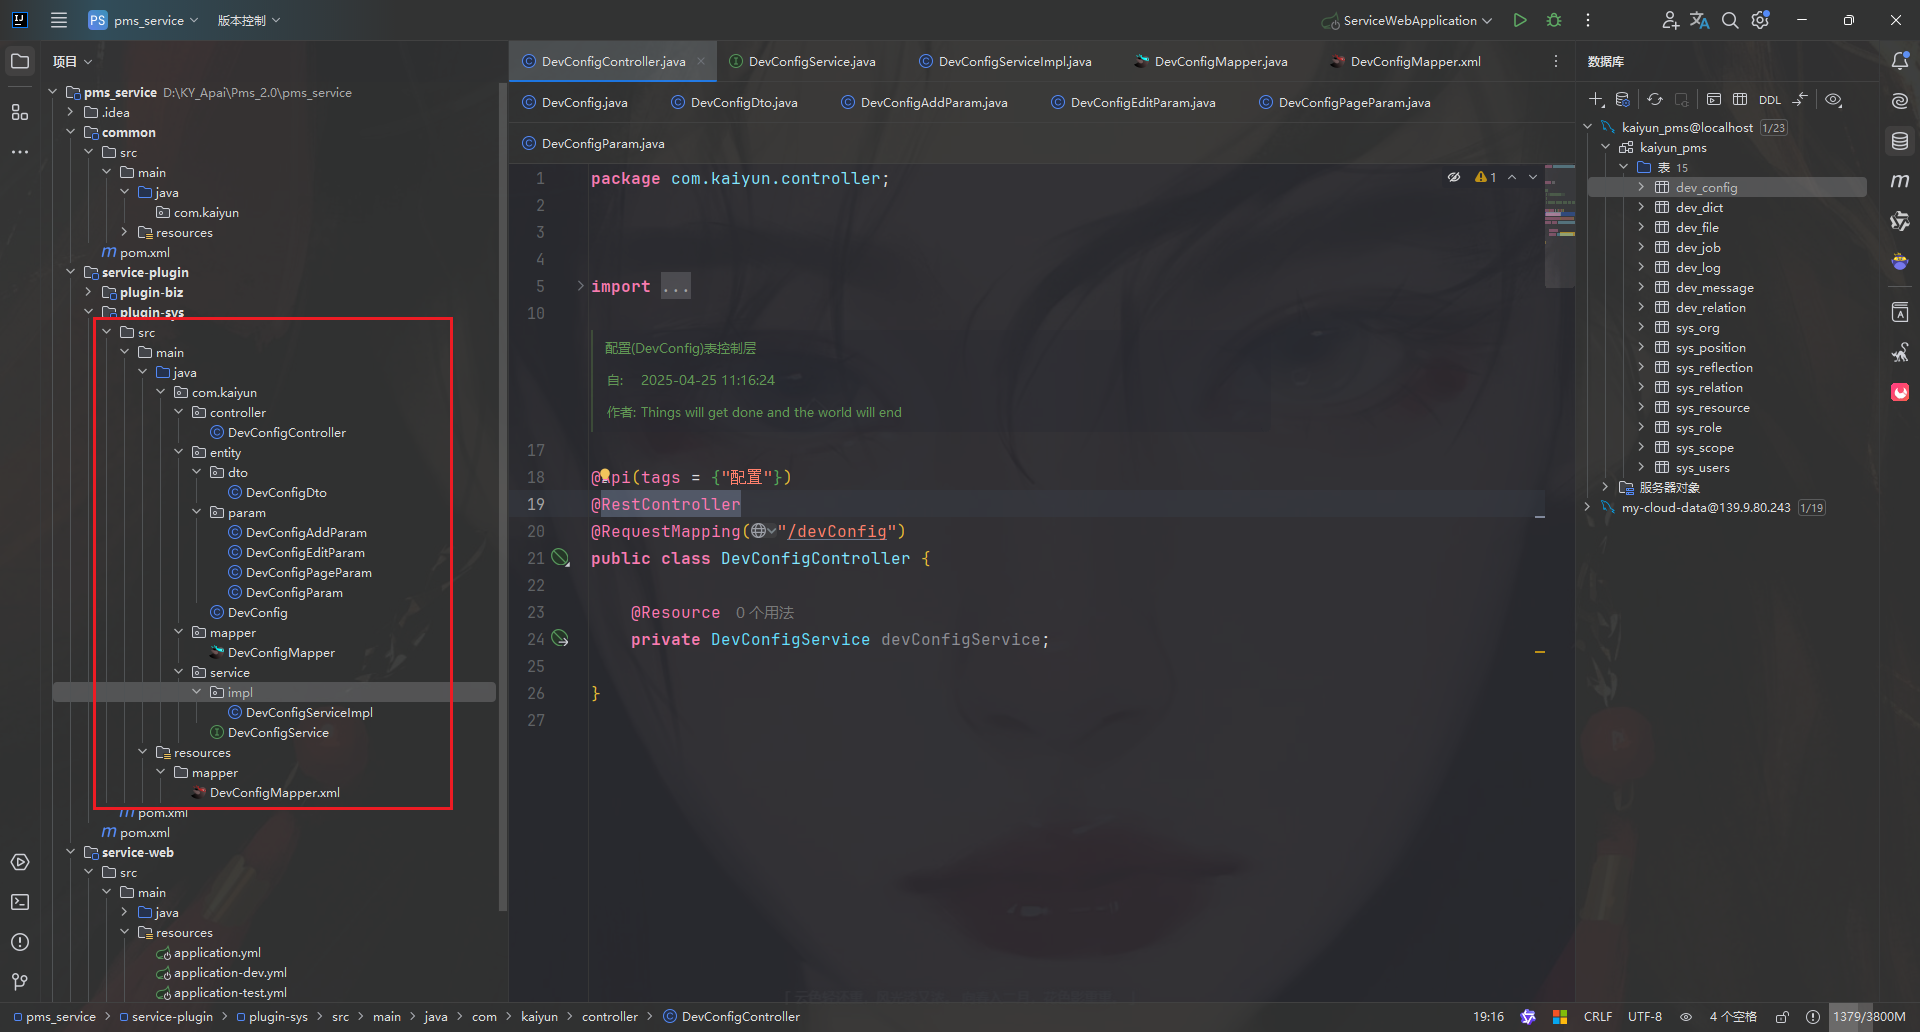 PS pms_service 版本控制 ServiceWebApplication
项目
pms_service D:\KY_Apai\Pms_2.0\pms_service
.idea
common
src
main
java
com.kaiyun
resources
pom.xml
service-plugin
plugin-biz
plugin-sys
src
main
java
com.kaiyun
controller
DevConfigController
entity
dto
DevConfigDto
param
DevConfigAddParam
DevConfigEditParam
DevConfigPageParam
DevConfigParam
DevConfig
mapper
DevConfigMapper
service
impl
DevConfigServiceImpl
DevConfigService
resources
mapper
DevConfigMapper.xml
pom.xml
pom.xml
service-web
src
main
java
resources
application.yml
application-dev.yml
application-test.yml
DevConfigController.java DevConfigService.java DevConfigServiceImpl.java DevConfigMapper.java DevConfigMapper.xml
DevConfig.java DevConfigDto.java DevConfigAddParam.java DevConfigEditParam.java DevConfigPageParam.java
DevConfigParam.java
1 package com.kaiyun.controller;
1
2
3
4
5 import ...
10
配置(DevConfig)表控制层
自: 2025-04-25 11:16:24
作者: Things will get done and the world will end
17
18 @Api(tags = {"配置"})
19 @RestController
20 @RequestMapping("/devConfig")
21 public class DevConfigController {
22
23 @Resource 0 个用法
24 private DevConfigService devConfigService;
25
26 }
27
数据库
DDL
kaiyun_pms@localhost 1/23
kaiyun_pms
表 15
dev_config
dev_dict
dev_file
dev_job
dev_log
dev_message
dev_relation
sys_org
sys_position
sys_reflection
sys_relation
sys_resource
sys_role
sys_scope
sys_users
服务器对象
my-cloud-data@139.9.80.243 1/19
pms_service service-plugin plugin-sys src main java com kaiyun controller DevConfigController 19:16 CRLF UTF-8 4 个空格 1379/3800M